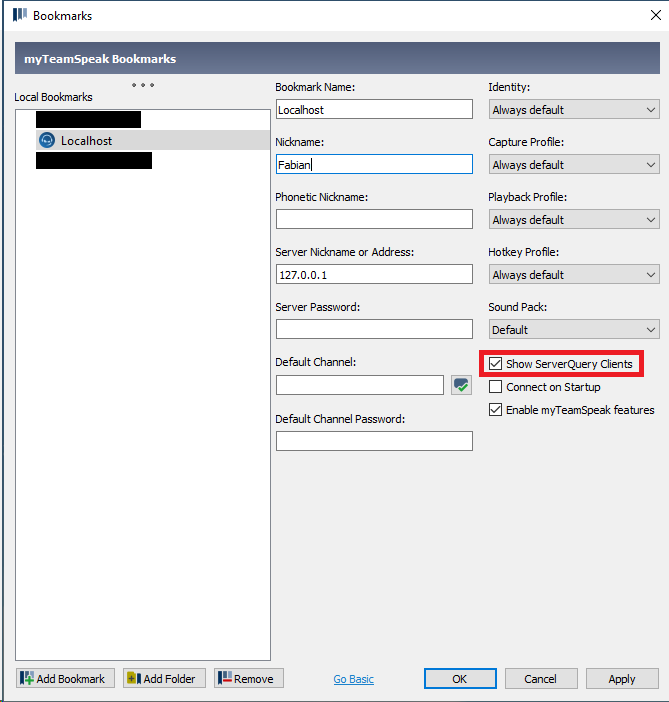 Bookmarks
myTeamSpeak Bookmarks
Local Bookmarks
Localhost
Bookmark Name:
Localhost
Nickname:
Fabian
Phonetic Nickname:
Server Nickname or Address:
127.0.0.1
Server Password:
Default Channel:
Default Channel Password:
Identity:
Always default
Capture Profile:
Always default
Playback Profile:
Always default
Hotkey Profile:
Always default
Sound Pack:
Default
Show ServerQuery Clients
Connect on Startup
Enable myTeamSpeak features
Add Bookmark
Add Folder
Remove
Go Basic
OK
Cancel
Apply